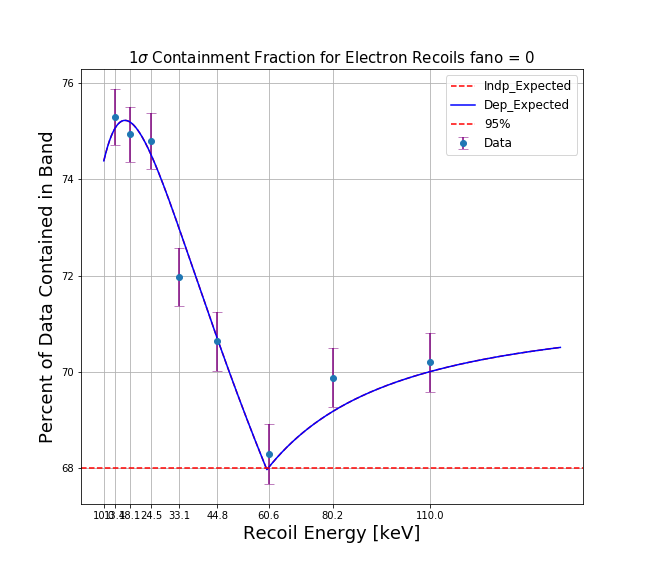 1σ Containment Fraction for Electron Recoils fano = 0
Indp_Expected
Dep_Expected
95%
Data
Percent of Data Contained in Band
76
74
72
70
68
24.5 33.1 44.8 60.6 80.2 110.0
Recoil Energy [keV]